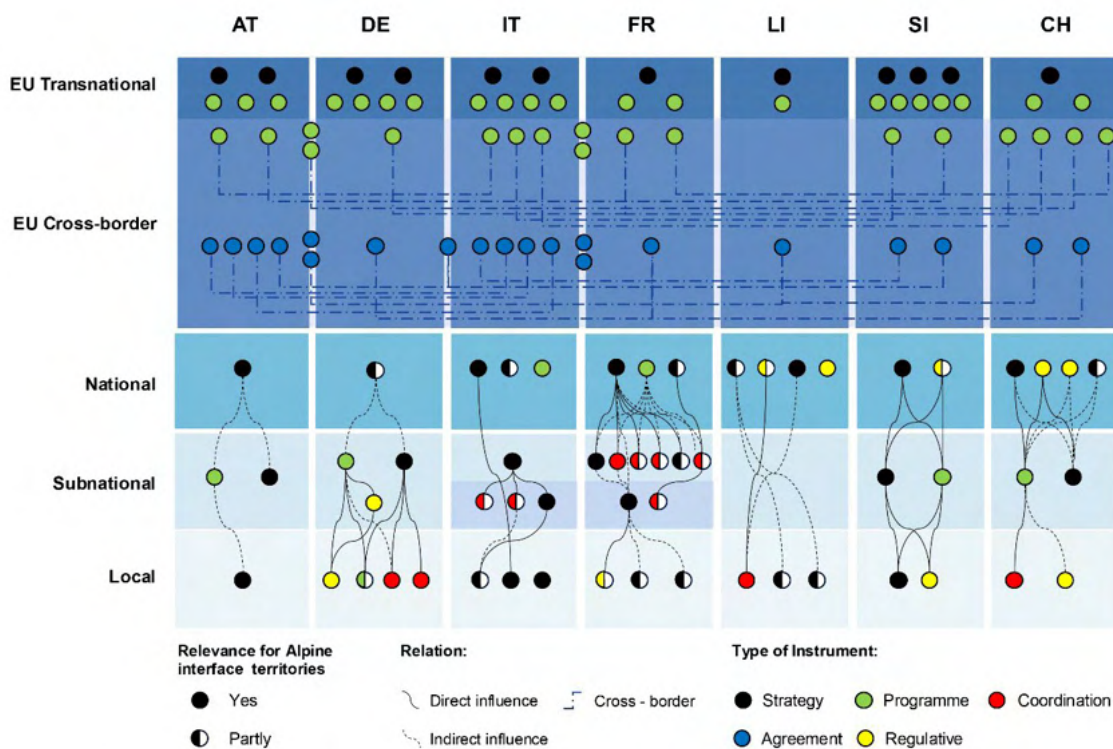 AT DE IT FR LI SI CH
EU Transnational
EU Cross-border
National
Subnational
Local
Relevance for Alpine
interface territories
Relation:
Type of Instrument:
Yes
Direct influence
Cross - border
Strategy
Programme
Coordination
Partly
Indirect influence
Agreement
Regulative